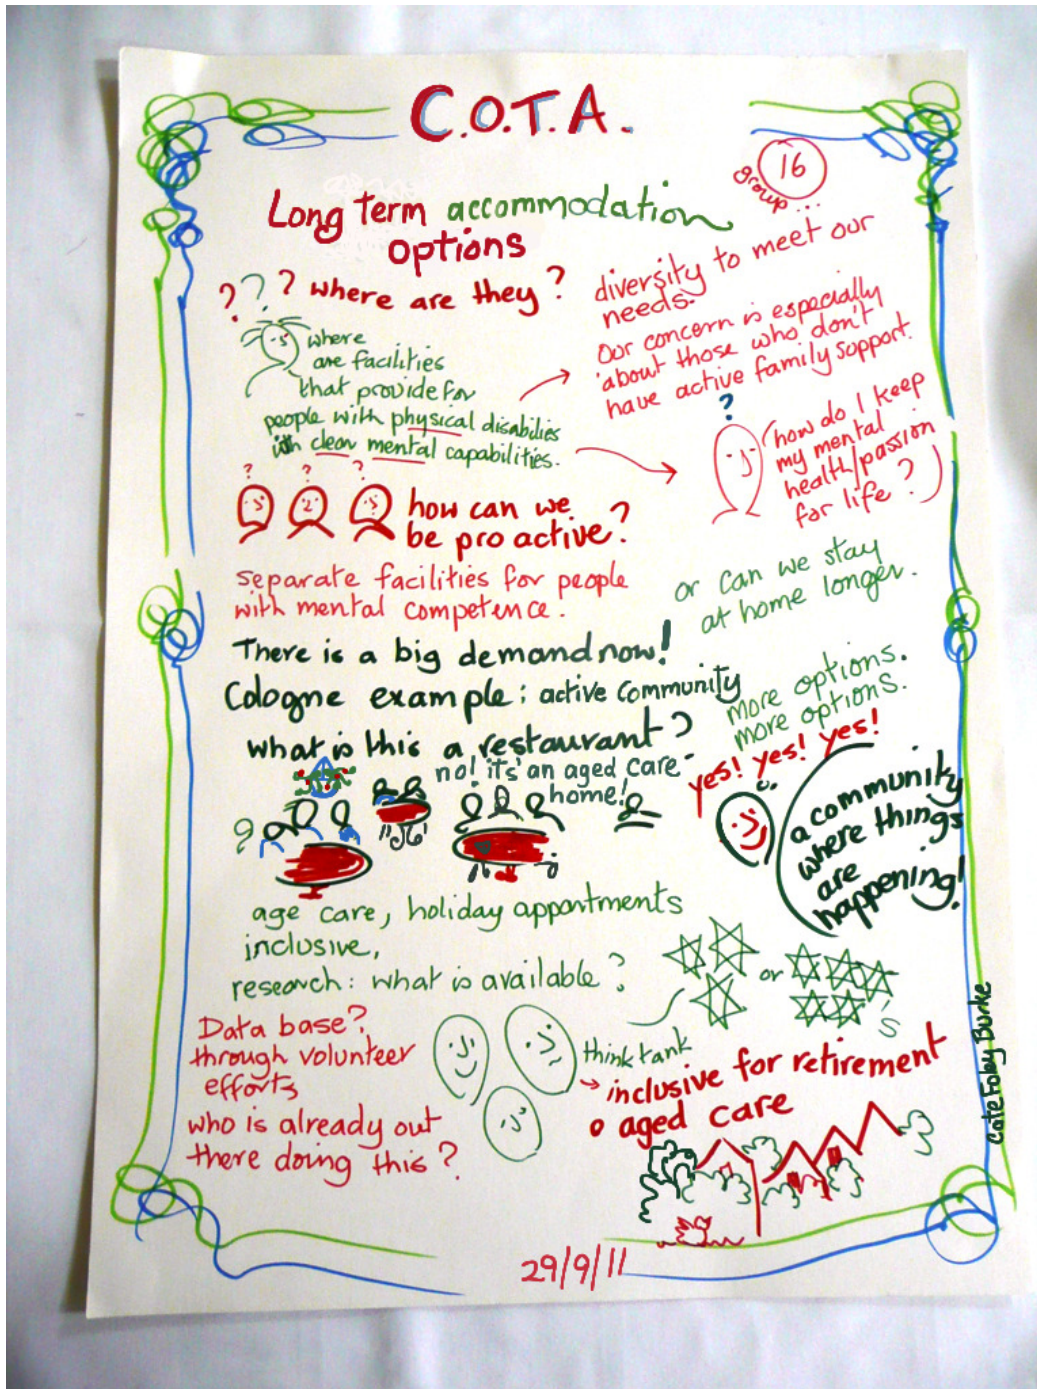 C.O.T.A.
16
group...
Long Term accommodation
options
? ? ? where are they?
where
are facilities
that provide for
people with physical disabilies
with clear mental capabilities.
diversity to meet our
needs.
Our concern is especially
about those who don't
have active family support.
?
(how do I keep
my mental
health/passion
for life?)
? ? ?
how can we
be pro active?
separate facilities for people
with mental competence.
or can we stay
at home longer.
There is a big demand now!
Cologne example: active community
more options.
more options.
yes! yes! yes!
what is this a restaurant?
no! it's an aged care
home!
?
a community
where things
are
happening!
age care, holiday appartments
inclusive,
research: what is available?
or
's
Data base?
through volunteer
efforts
who is already out
there doing this?
think tank
→ inclusive for retirement
o aged care
Cate Foley Burke
29/9/11